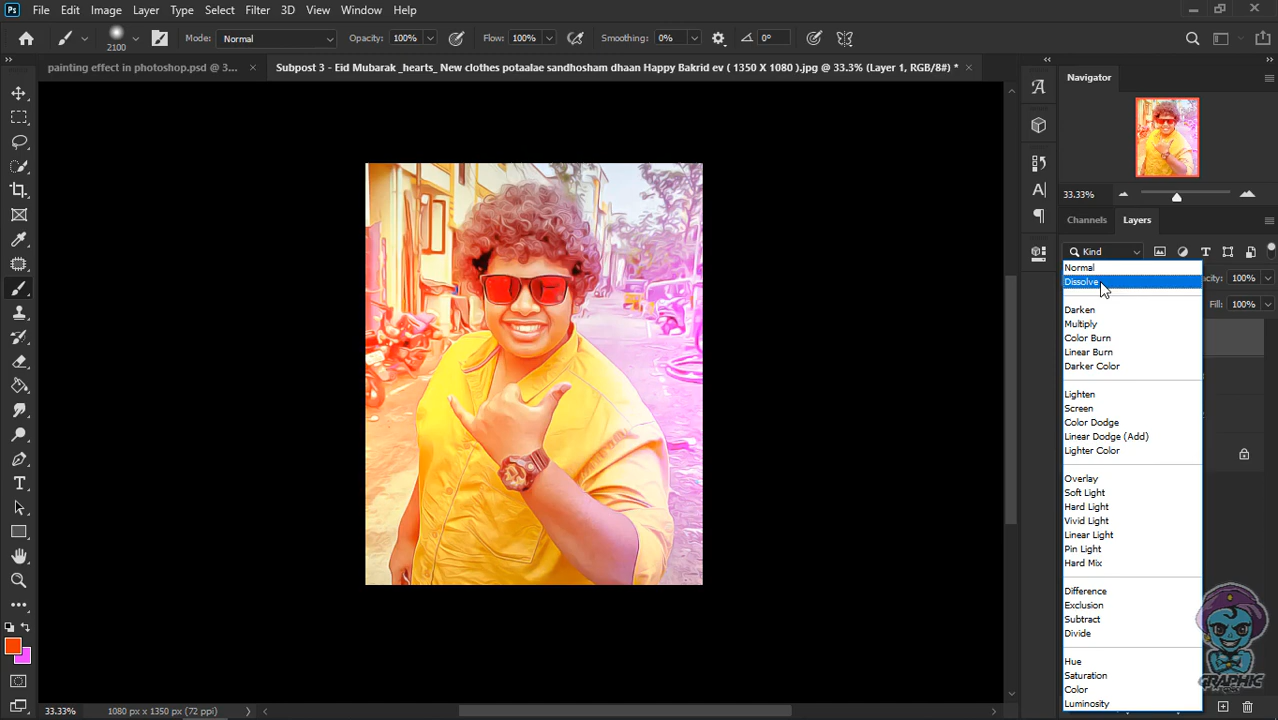 Ps File Edit Image Layer Type Select Filter 3D View Window Help
2100 Mode: Normal Opacity: 100% Flow: 100% Smoothing: 0% 0°
painting effect in photoshop.psd @ 3... × Subpost 3 - Eid Mubarak _hearts_ New clothes potaalae sandhosham dhaan Happy Bakrid ev ( 1350 X 1080 ).jpg @ 33.3% (Layer 1, RGB/8#) * ×
Navigator
33.33%
Channels Layers
Kind
Normal
Dissolve
Darken
Multiply
Color Burn
Linear Burn
Darker Color
Lighten
Screen
Color Dodge
Linear Dodge (Add)
Lighter Color
Overlay
Soft Light
Hard Light
Vivid Light
Linear Light
Pin Light
Hard Mix
Difference
Exclusion
Subtract
Divide
Hue
Saturation
Color
Luminosity
acity: 100%
Fill: 100%
GRAPHIC
33.33% 1080 px x 1350 px (72 ppi)